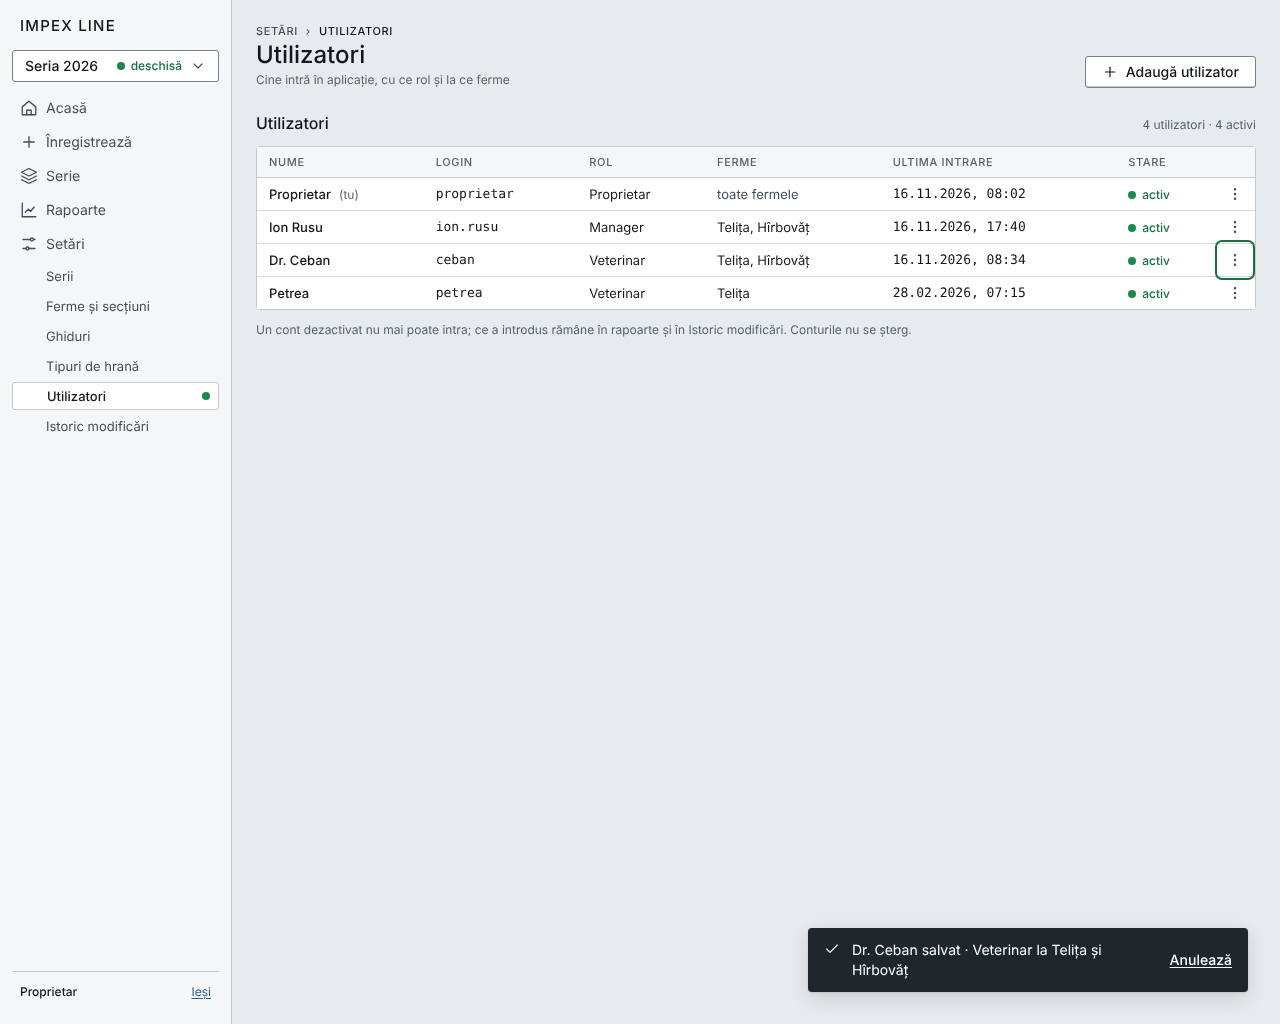 IMPEX LINE
Seria 2026 deschisă
Acasă
Înregistrează
Serie
Rapoarte
Setări
Serii
Ferme și secțiuni
Ghiduri
Tipuri de hrană
Utilizatori
Istoric modificări
Proprietar Ieși
SETĂRI › UTILIZATORI
Utilizatori
Cine intră în aplicație, cu ce rol și la ce ferme
Adaugă utilizator
Utilizatori 4 utilizatori · 4 activi
NUME LOGIN ROL FERME ULTIMA INTRARE STARE
Proprietar (tu) proprietar Proprietar toate fermele 16.11.2026, 08:02 activ
Ion Rusu ion.rusu Manager Telița, Hîrbovăț 16.11.2026, 17:40 activ
Dr. Ceban ceban Veterinar Telița, Hîrbovăț 16.11.2026, 08:34 activ
Petrea petrea Veterinar Telița 28.02.2026, 07:15 activ
Un cont dezactivat nu mai poate intra; ce a introdus rămâne în rapoarte și în Istoric modificări. Conturile nu se șterg.
Dr. Ceban salvat · Veterinar la Telița și
Hîrbovăț
Anulează